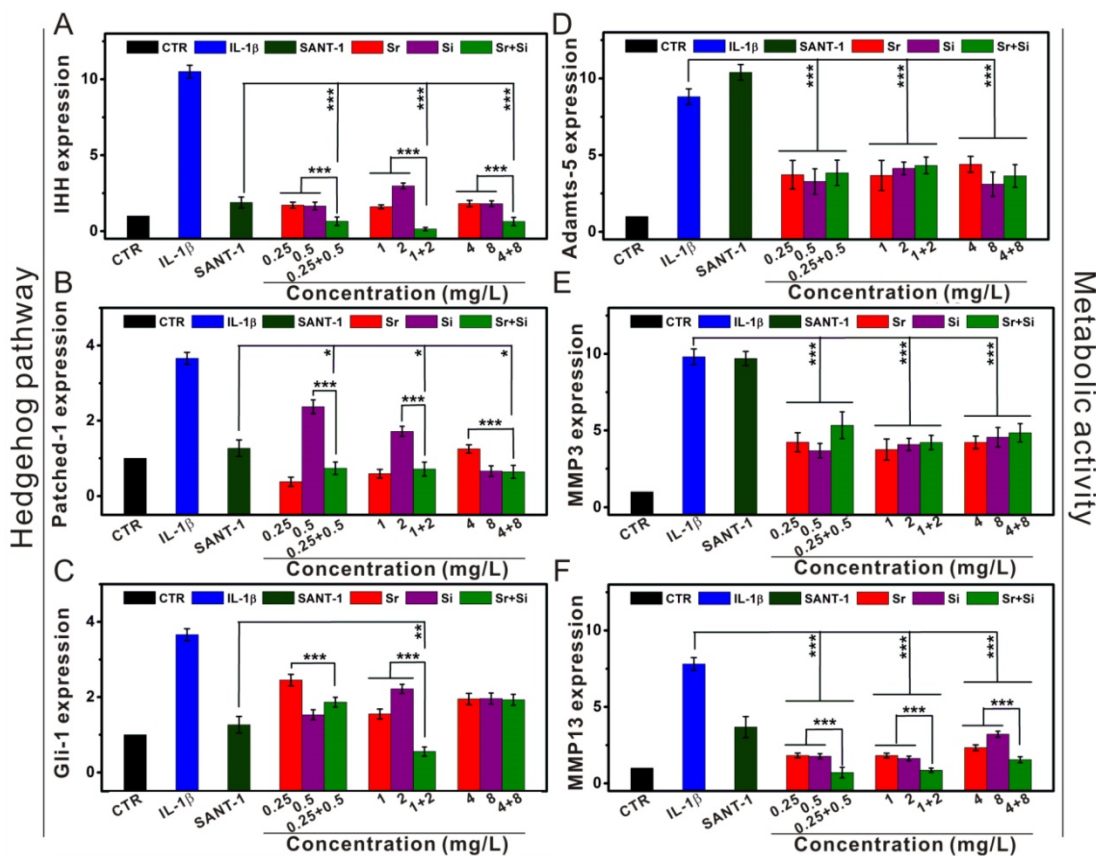 Hedgehog pathway
A
CTR IL-1β SANT-1 Sr Si Sr+Si
IHH expression
10
5
0
*** *** ***
*** *** ***
CTR IL-1β SANT-1 0.25 0.5 0.25+0.5 1 2 1+2 4 8 4+8
Concentration (mg/L)
B
CTR IL-1β SANT-1 Sr Si Sr+Si
Patched-1 expression
4
2
0
* * *
*** *** ***
CTR IL-1β SANT-1 0.25 0.5 0.25+0.5 1 2 1+2 4 8 4+8
Concentration (mg/L)
C
CTR IL-1β SANT-1 Sr Si Sr+Si
Gli-1 expression
4
2
0
**
*** ***
CTR IL-1β SANT-1 0.25 0.5 0.25+0.5 1 2 1+2 4 8 4+8
Concentration (mg/L)
D
CTR IL-1β SANT-1 Sr Si Sr+Si
Adamts-5 expression
10
5
0
*** *** ***
CTR IL-1β SANT-1 0.25 0.5 0.25+0.5 1 2 1+2 4 8 4+8
Concentration (mg/L)
E
CTR IL-1β SANT-1 Sr Si Sr+Si
MMP3 expression
10
5
0
*** *** ***
CTR IL-1β SANT-1 0.25 0.5 0.25+0.5 1 2 1+2 4 8 4+8
Concentration (mg/L)
F
CTR IL-1β SANT-1 Sr Si Sr+Si
MMP13 expression
10
5
0
*** *** ***
*** *** ***
CTR IL-1β SANT-1 0.25 0.5 0.25+0.5 1 2 1+2 4 8 4+8
Concentration (mg/L)
Metabolic activity